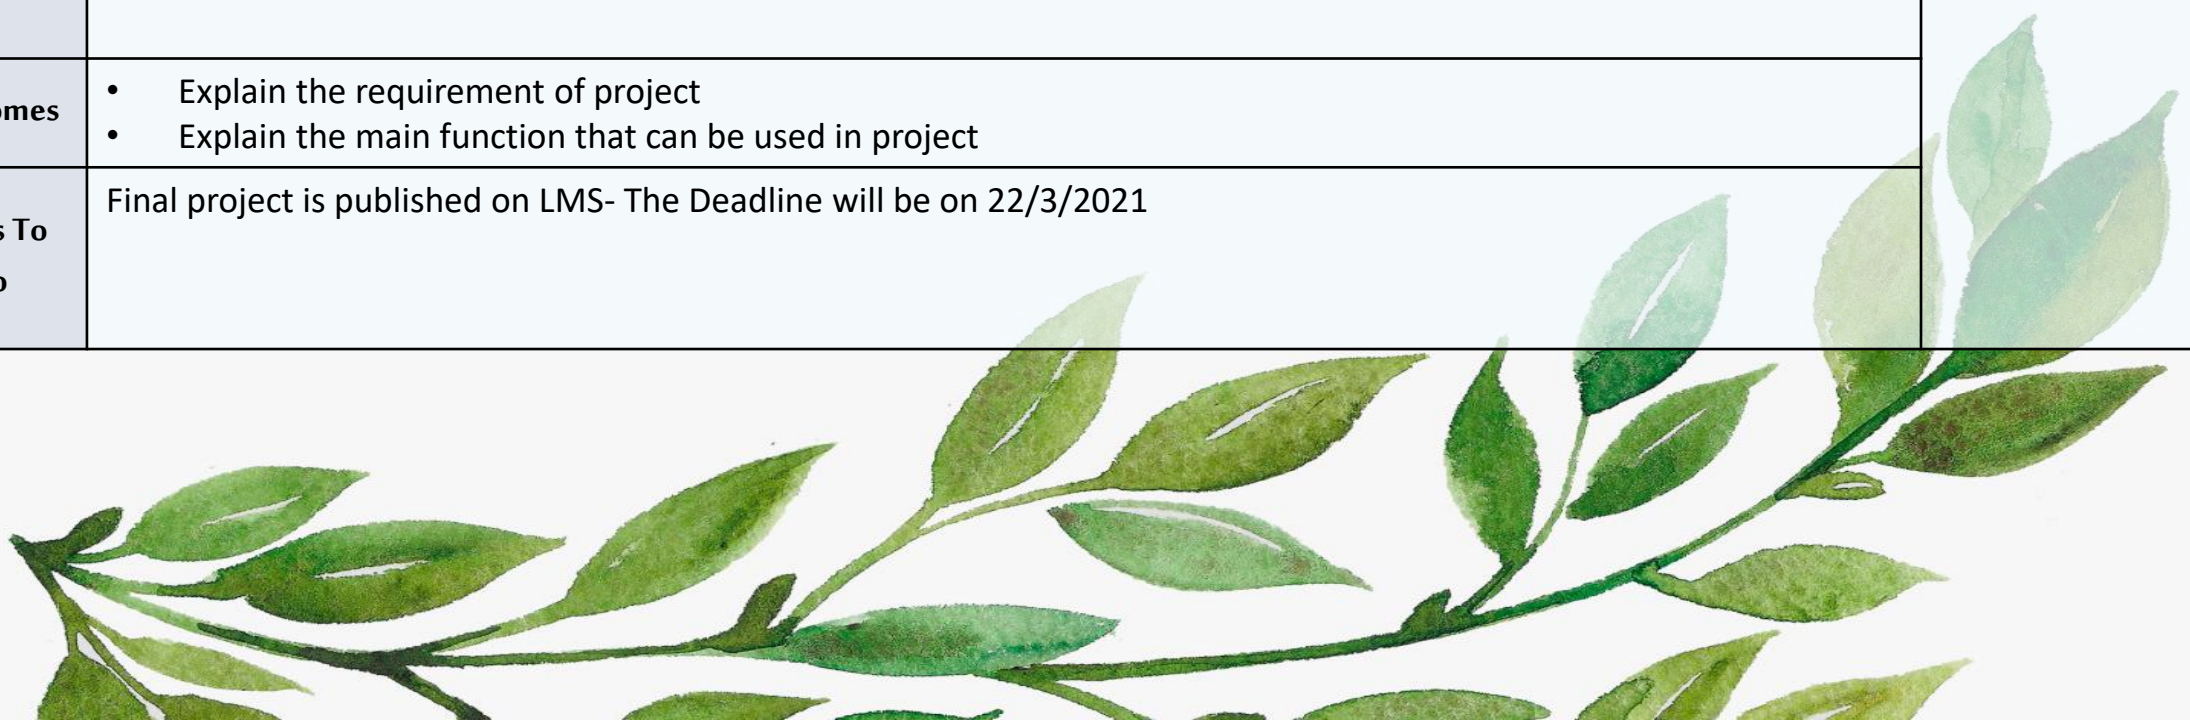 omes
• Explain the requirement of project
• Explain the main function that can be used in project
s To
o
Final project is published on LMS- The Deadline will be on 22/3/2021